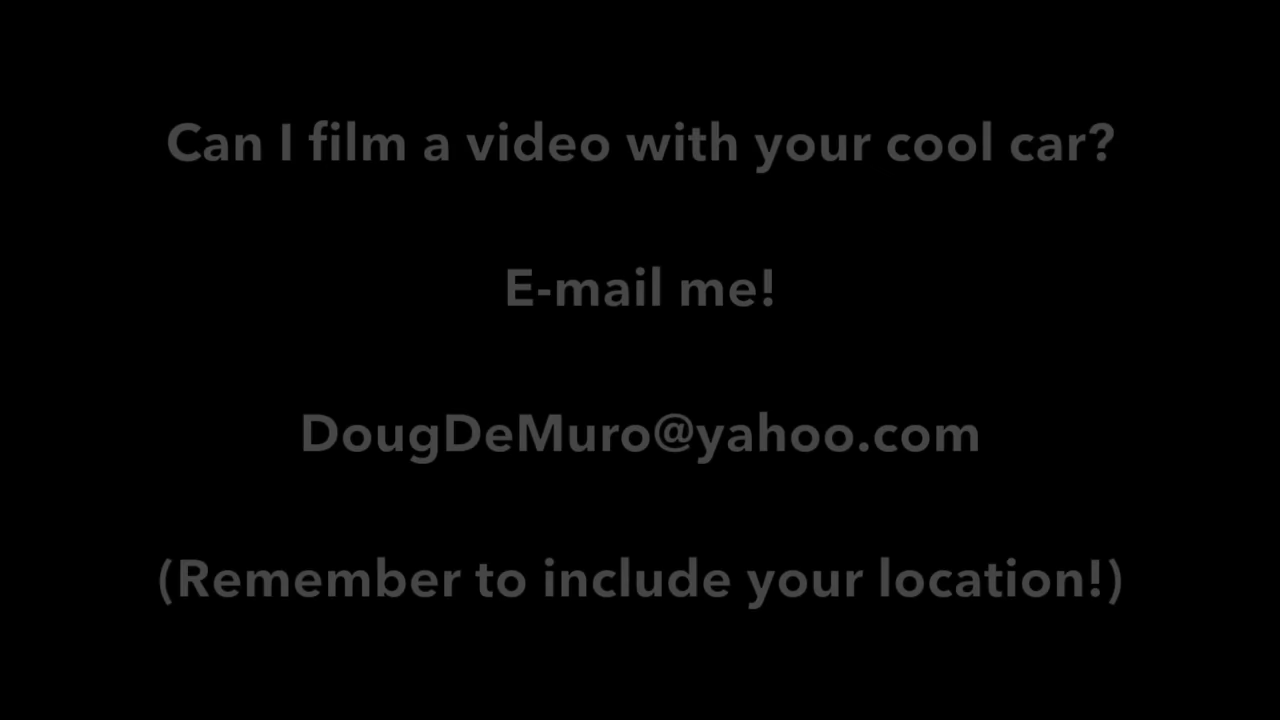 Can I film a video with your cool car?
E-mail me!
DougDeMuro@yahoo.com
(Remember to include your location!)